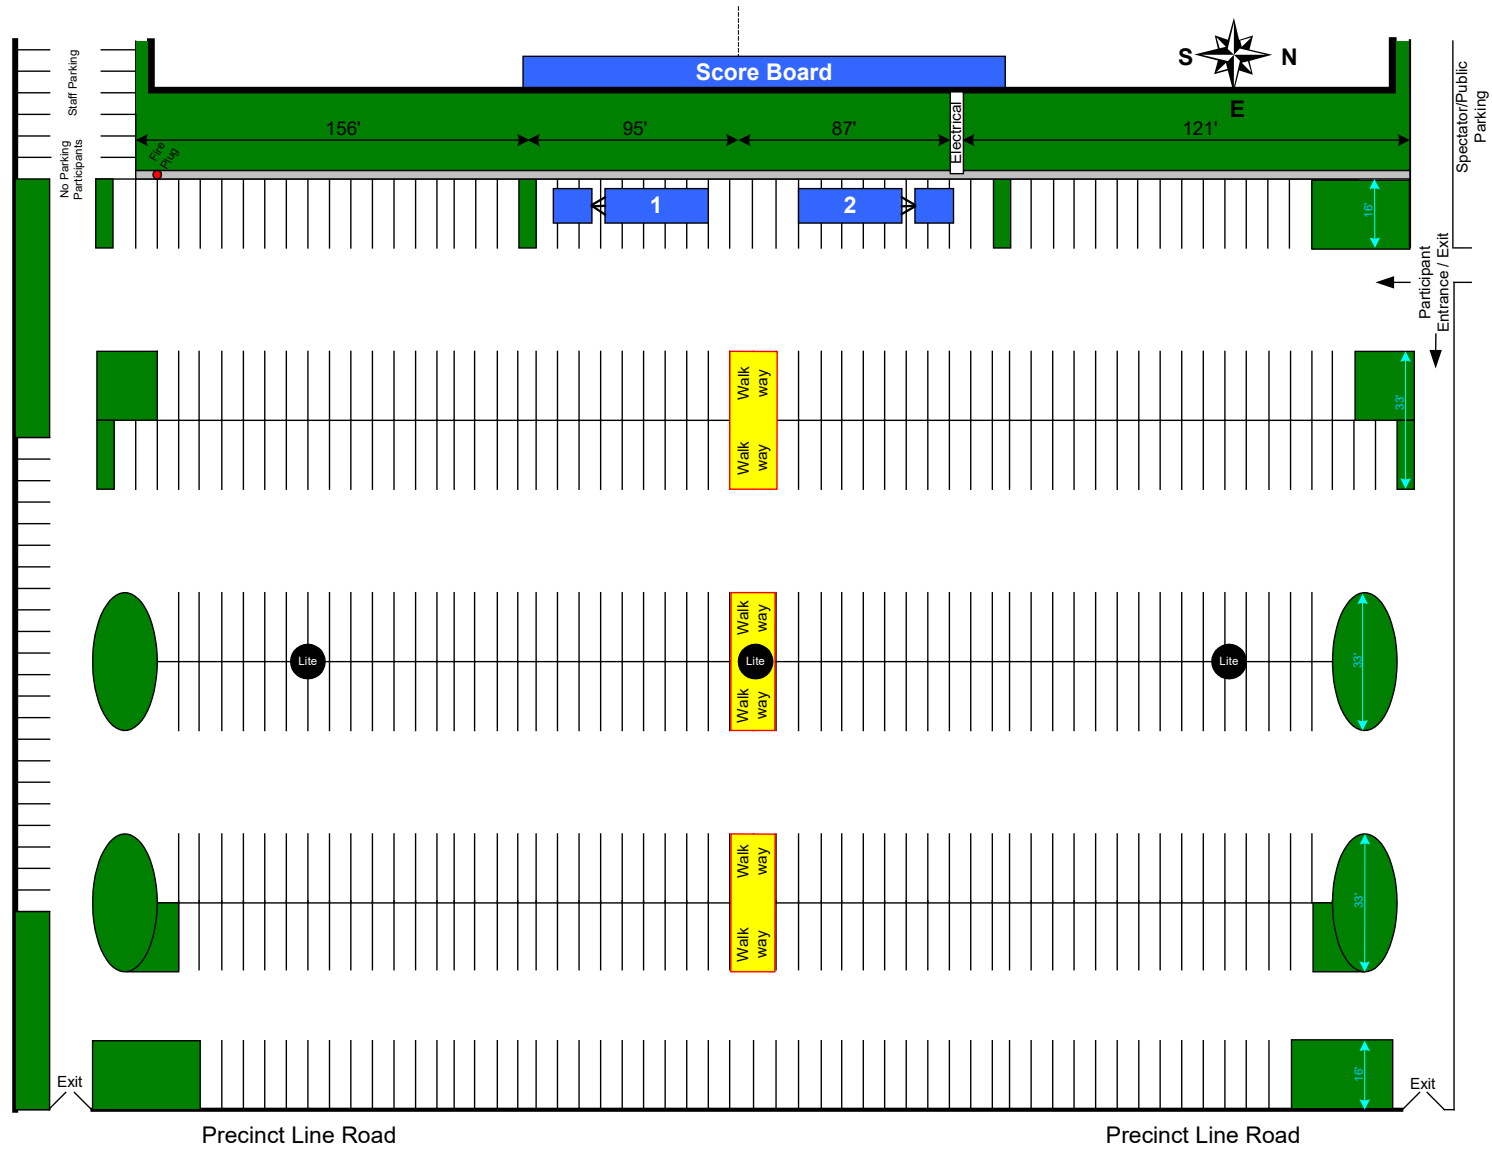 Score Board
S
N
E
Staff Parking
No Parking
Participants
Fire
Plug
156'
95'
87'
Electrical
121'
Spectator/Public
Parking
1
2
16'
Participant
Entrance / Exit
Walk
way
Walk
way
33'
Walk
way
Lite
Lite
Lite
Walk
way
33'
Walk
way
Walk
way
33'
16'
Exit
Exit
Precinct Line Road
Precinct Line Road